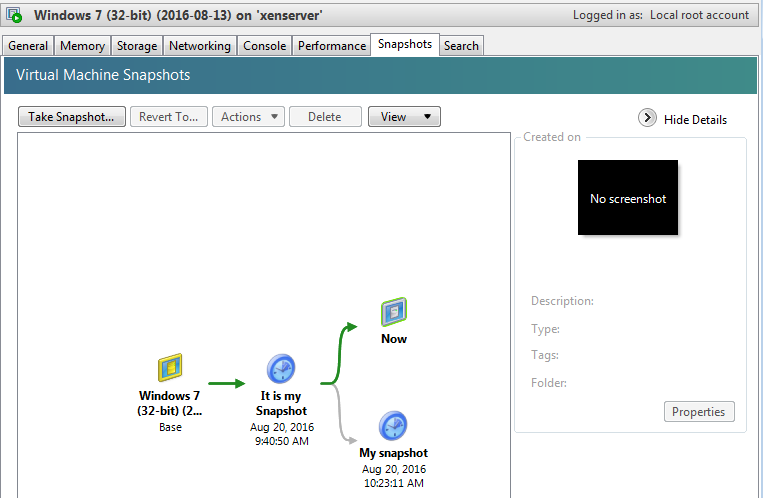 Windows 7 (32-bit) (2016-08-13) on 'xenserver'
Logged in as: Local root account
General Memory Storage Networking Console Performance Snapshots Search
Virtual Machine Snapshots
Take Snapshot... Revert To... Actions Delete View
Hide Details
Created on
No screenshot
Now
Windows 7
(32-bit) (2...
Base
It is my
Snapshot
Aug 20, 2016
9:40:50 AM
My snapshot
Aug 20, 2016
10:23:11 AM
Description:
Type:
Tags:
Folder:
Properties